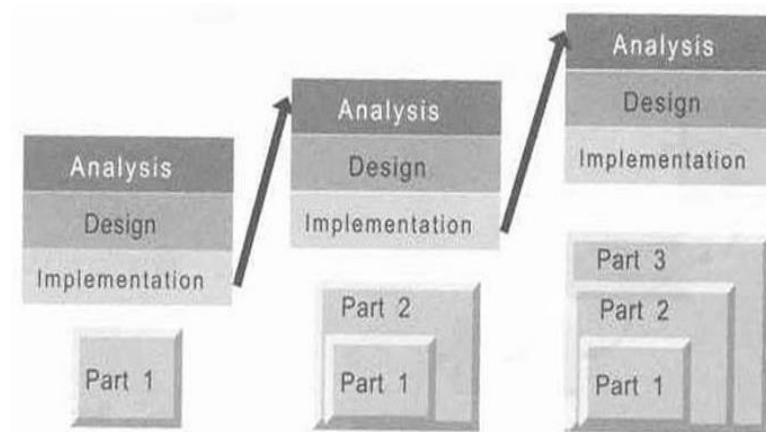 Analysis
Design
Implementation
Part 1
Analysis
Design
Implementation
Part 2
Part 1
Analysis
Design
Implementation
Part 3
Part 2
Part 1